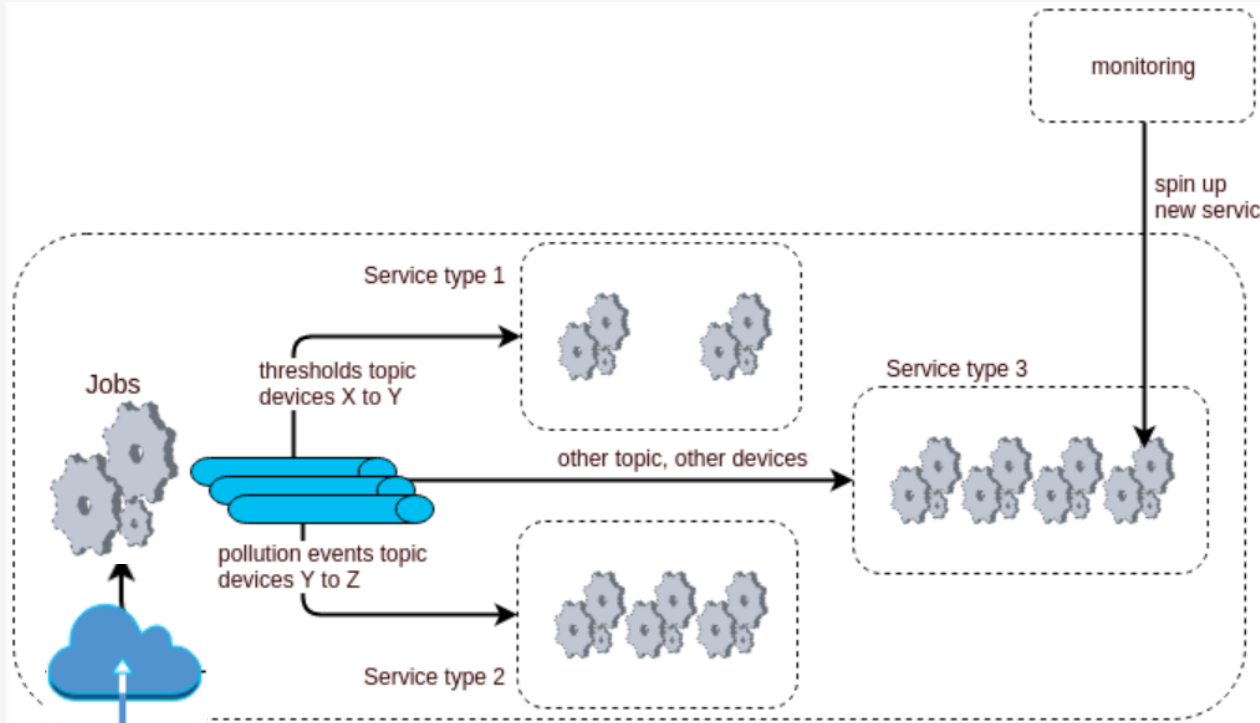 monitoring
spin up
new servic
Service type 1
thresholds topic
devices X to Y
Service type 3
Jobs
other topic, other devices
pollution events topic
devices Y to Z
Service type 2